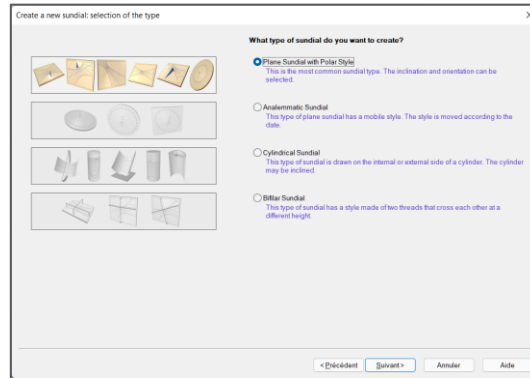 Create a new sundial: selection of the type
What type of sundial do you want to create?
Plane Sundial with Polar Style
This is the most common sundial type. The inclination and orientation can be
selected.
Analemmatic Sundial
This type of plane sundial has a mobile style. The style is moved according to the
date.
Cylindrical Sundial
This type of sundial is drawn on the internal or external side of a cylinder. The cylinder
may be inclined.
Bifilar Sundial
This type of sundial has a style made of two threads that cross each other at a
different height.
< Précédent
Suivant >
Annuler
Aide